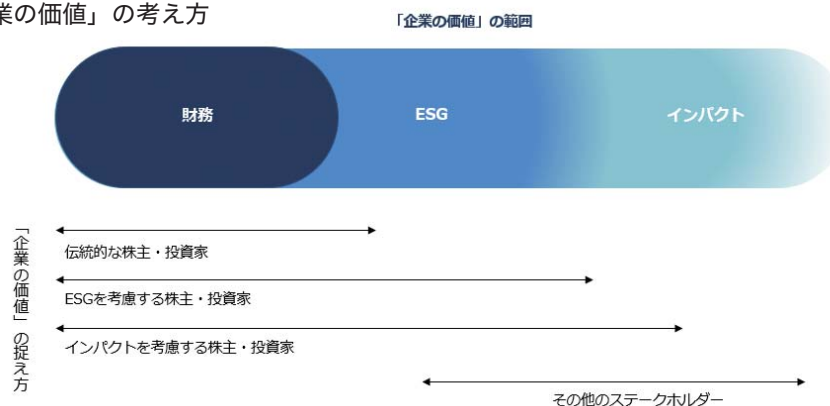 業の価値」の考え方
「企業の価値」の範囲
財務
ESG
インパクト
「企業の価値」の捉え方
伝統的な株主・投資家
ESGを考慮する株主・投資家
インパクトを考慮する株主・投資家
その他のステークホルダー